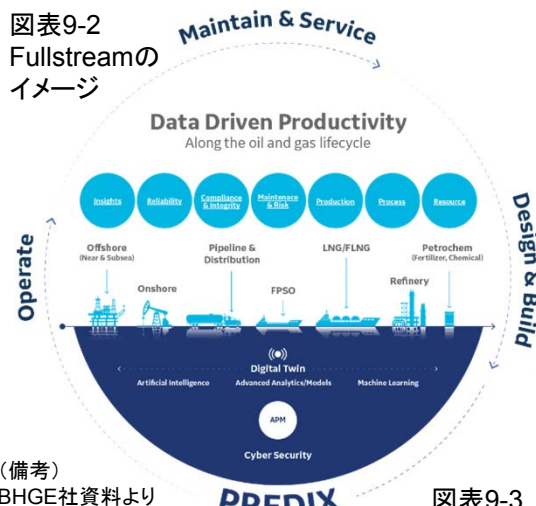 図表9-2
Fullstreamの
イメージ
Maintain & Service
Data Driven Productivity
Along the oil and gas lifecycle
Insights
Reliability
Compliance
& Integrity
Maintenace
& Risk
Production
Process
Resource
Operate
Design & Build
Offshore
(Near & Subsea)
Pipeline &
Distribution
LNG/FLNG
Petrochem
(Fertilizer, Chemical)
Onshore
FPSO
Refinery
Digital Twin
Artificial Intelligence
Advanced Analytics/Models
Machine Learning
APM
Cyber Security
(備考)
BHGE社資料より
PREDIX
図表9-3